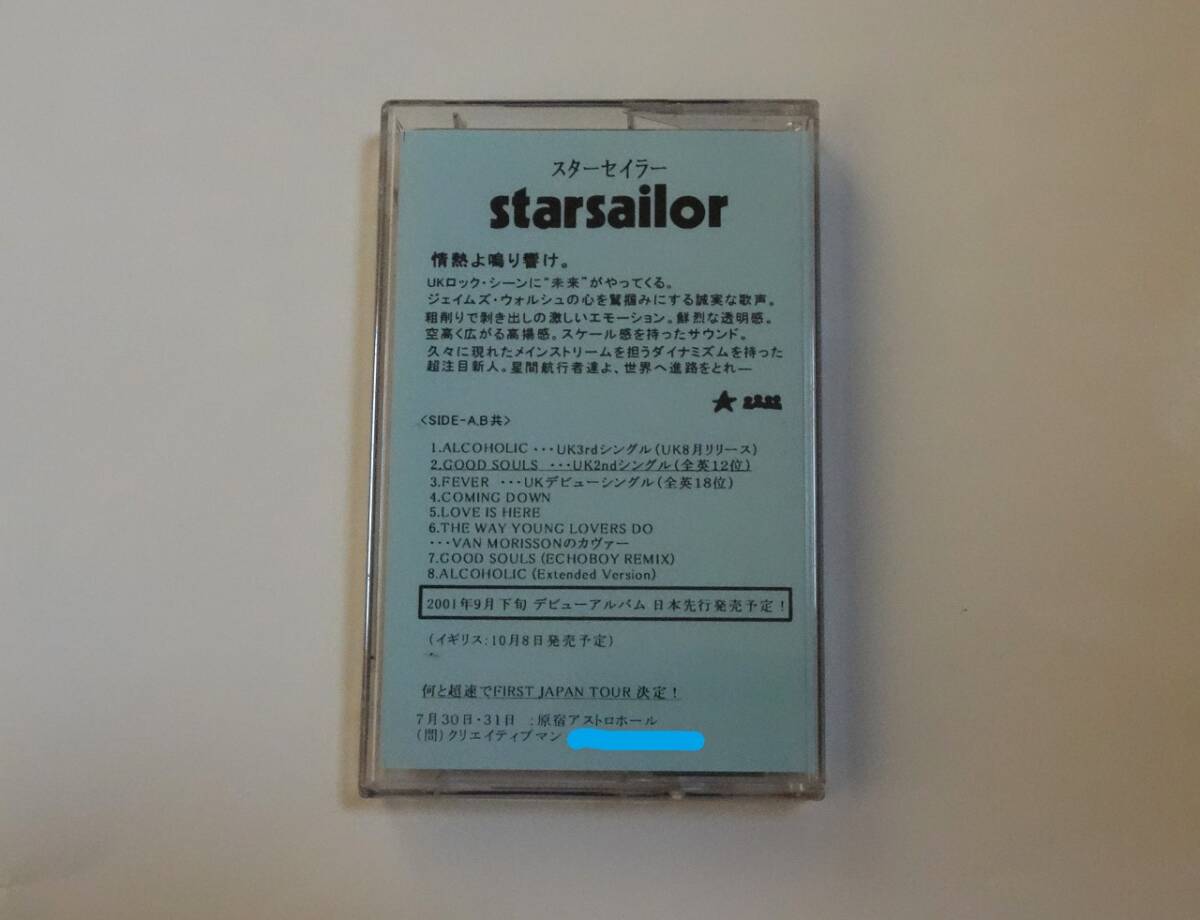 スターセイラー
starsailor
情熱よ鳴り響け。
UKロック・シーンに"未来"がやってくる。
ジェイムズ・ウォルシュの心を鷲掴みにする誠実な歌声。
粗削りで剥き出しの激しいエモーション。鮮烈な透明感。
空高く広がる高揚感。スケール感を持ったサウンド。
久々に現れたメインストリームを担うダイナミズムを持った
超注目新人。星間航行者達よ、世界へ進路をとれ―
<SIDE-A,B共>
1.ALCOHOLIC ・・・UK3rdシングル(UK8月リリース)
2.GOOD SOULS ・・・UK2ndシングル(全英12位)
3.FEVER ・・・UKデビューシングル(全英18位)
4.COMING DOWN
5.LOVE IS HERE
6.THE WAY YOUNG LOVERS DO
・・・VAN MORISSONのカヴァー
7.GOOD SOULS (ECHOBOY REMIX)
8.ALCOHOLIC (Extended Version)
2001年9月下旬 デビューアルバム 日本先行発売予定!
(イギリス:10月8日発売予定)
何と超速でFIRST JAPAN TOUR 決定!
7月30日・31日 :原宿アストロホール
(問)クリエイティブマン